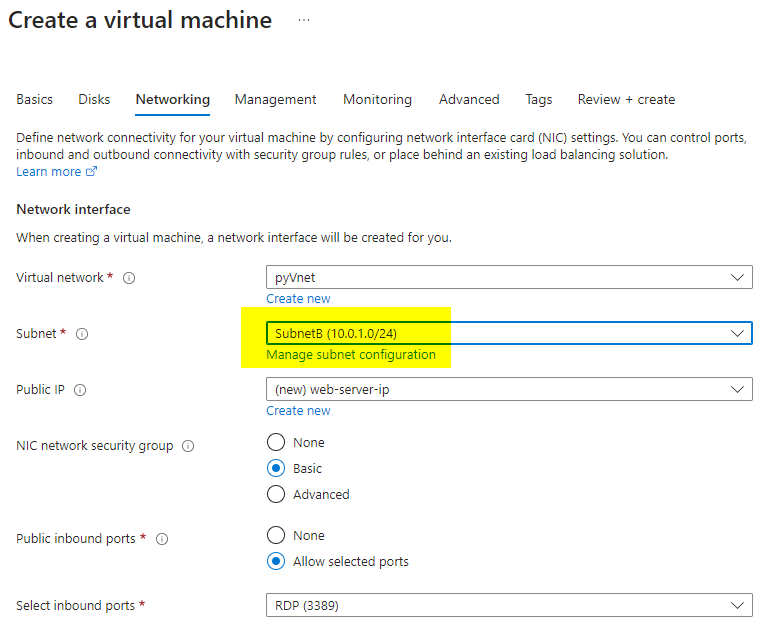 Create a virtual machine ...
Basics Disks Networking Management Monitoring Advanced Tags Review + create
Define network connectivity for your virtual machine by configuring network interface card (NIC) settings. You can control ports,
inbound and outbound connectivity with security group rules, or place behind an existing load balancing solution.
Learn more
Network interface
When creating a virtual machine, a network interface will be created for you.
Virtual network *
pyVnet
Create new
Subnet *
SubnetB (10.0.1.0/24)
Manage subnet configuration
Public IP
(new) web-server-ip
Create new
NIC network security group
None
Basic
Advanced
Public inbound ports *
None
Allow selected ports
Select inbound ports *
RDP (3389)